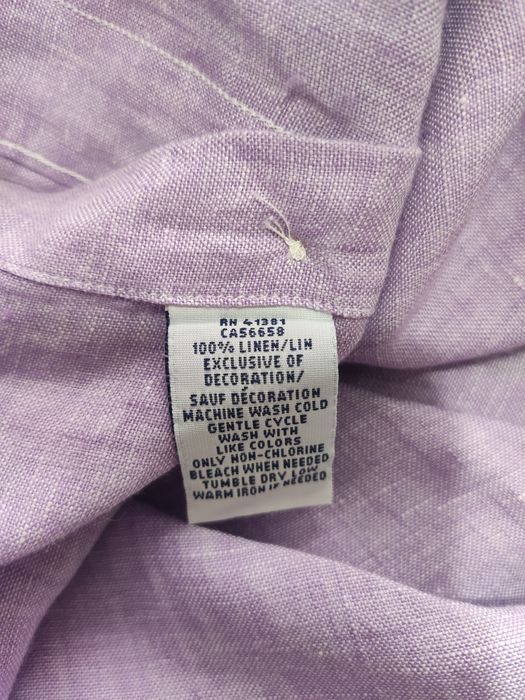 RN 41381
CA56658
100% LINEN/LIN
EXCLUSIVE OF
DECORATION/
SAUF DÉCORATION
MACHINE WASH COLD
GENTLE CYCLE
WASH WITH
LIKE COLORS
ONLY NON-CHLORINE
BLEACH WHEN NEEDED
TUMBLE DRY LOW
WARM IRON IF NEEDED